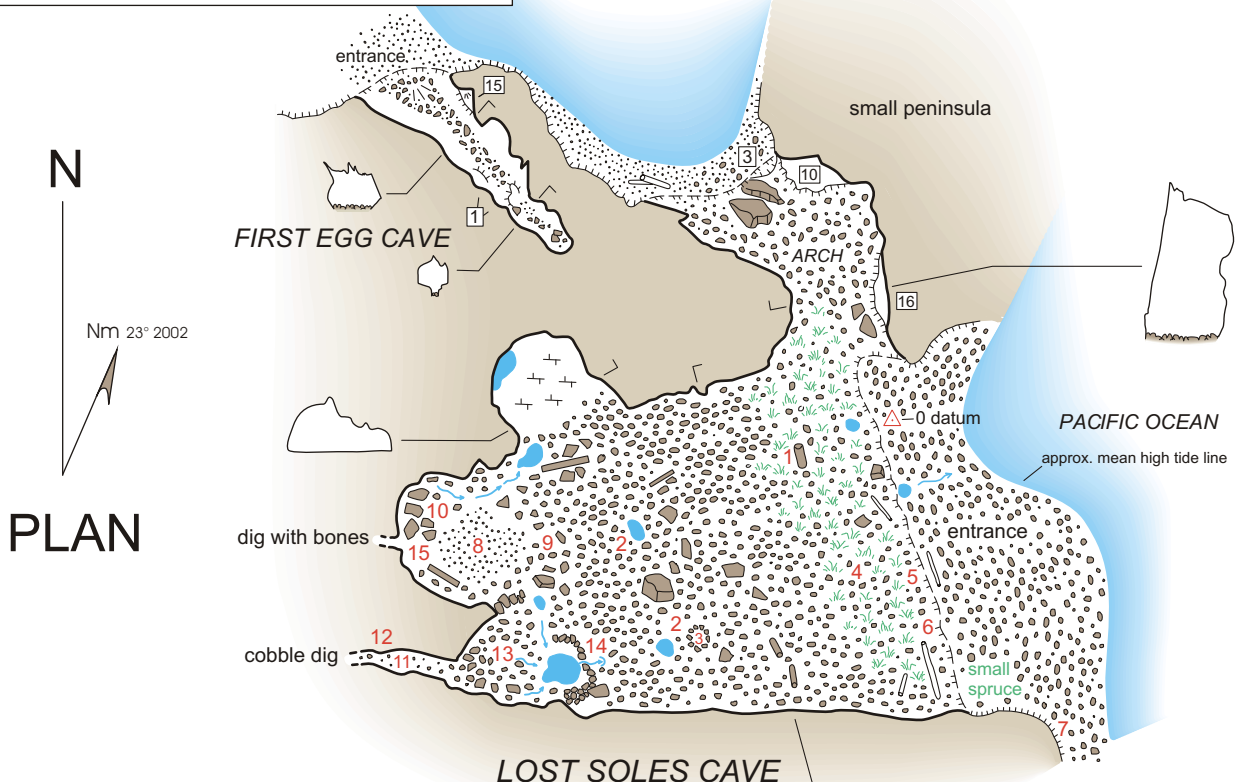 entrance
15
small peninsula
N
3
10
1
FIRST EGG CAVE
ARCH
16
Nm 23° 2002
0 datum
PACIFIC OCEAN
1
approx. mean high tide line
10
PLAN
dig with bones
15
8
9
2
entrance
4
5
12
2
3
6
cobble dig
11
13
14
small
spruce
7
LOST SOLES CAVE